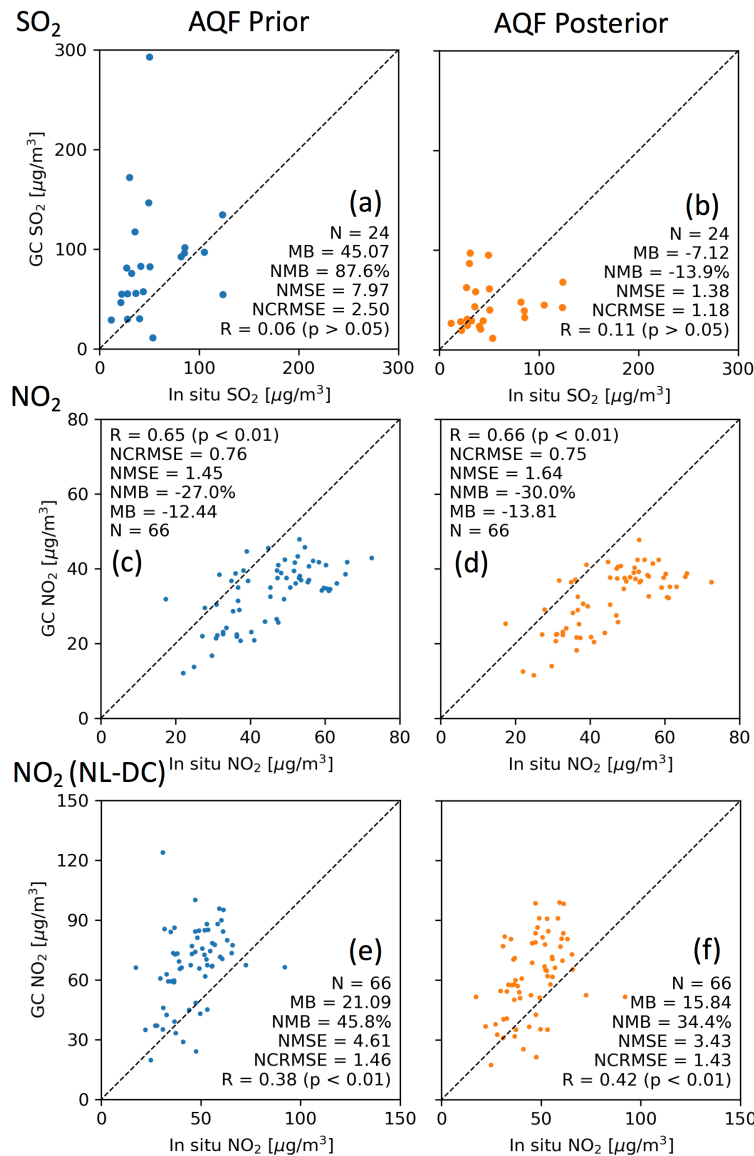 SO₂ AQF Prior AQF Posterior
300
200
100
0
GC SO₂ [μg/m³]
(a)
N = 24
MB = 45.07
NMB = 87.6%
NMSE = 7.97
NCRMSE = 2.50
R = 0.06 (p > 0.05)
0 100 200 300
In situ SO₂ [μg/m³]
(b)
N = 24
MB = -7.12
NMB = -13.9%
NMSE = 1.38
NCRMSE = 1.18
R = 0.11 (p > 0.05)
0 100 200 300
In situ SO₂ [μg/m³]
NO₂
80
60
40
20
0
GC NO₂ [μg/m³]
R = 0.65 (p < 0.01)
NCRMSE = 0.76
NMSE = 1.45
NMB = -27.0%
MB = -12.44
N = 66
(c)
0 20 40 60 80
In situ NO₂ [μg/m³]
R = 0.66 (p < 0.01)
NCRMSE = 0.75
NMSE = 1.64
NMB = -30.0%
MB = -13.81
N = 66
(d)
0 20 40 60 80
In situ NO₂ [μg/m³]
NO₂ (NL-DC)
150
120
90
60
30
0
GC NO₂ [μg/m³]
(e)
N = 66
MB = 21.09
NMB = 45.8%
NMSE = 4.61
NCRMSE = 1.46
R = 0.38 (p < 0.01)
0 50 100 150
In situ NO₂ [μg/m³]
(f)
N = 66
MB = 15.84
NMB = 34.4%
NMSE = 3.43
NCRMSE = 1.43
R = 0.42 (p < 0.01)
0 50 100 150
In situ NO₂ [μg/m³]